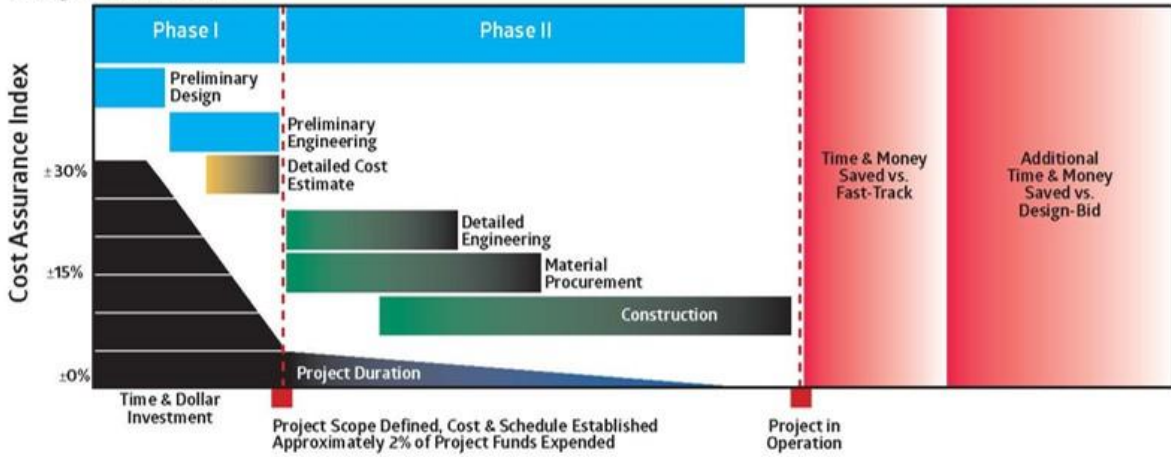 Phase I
Phase II
Preliminary
Design
Preliminary
Engineering
Detailed Cost
Estimate
Detailed
Engineering
Material
Procurement
Construction
Project Duration
Time & Money
Saved vs.
Fast-Track
Additional
Time & Money
Saved vs.
Design-Bid
Cost Assurance Index
±30%
±15%
±0%
Time & Dollar
Investment
Project Scope Defined, Cost & Schedule Established
Approximately 2% of Project Funds Expended
Project in
Operation